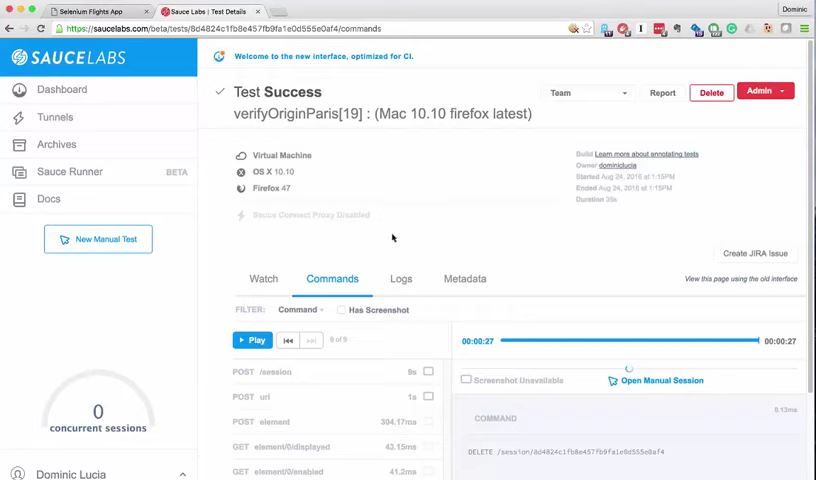 Selenium Flights App
Sauce Labs | Test Details
Dominic
https://saucelabs.com/beta/tests/8d4824c1fb8e457fb9fa1e0d555e0af4/commands
SAUCELABS
Dashboard
Tunnels
Archives
Sauce Runner
BETA
Docs
New Manual Test
0
concurrent sessions
Dominic Lucia
Welcome to the new interface, optimized for CI.
Test Success
verifyOriginParis[19] : (Mac 10.10 firefox latest)
Team
Report
Delete
Admin
Virtual Machine
OS X 10.10
Firefox 47
Sauce Connect Proxy Disabled
Build Learn more about annotating tests
Owner dominiclucia
Started Aug 24, 2016 at 1:15PM
Ended Aug 24, 2016 at 1:15PM
Duration 35s
Create JIRA Issue
Watch
Commands
Logs
Metadata
View this page using the old interface
FILTER:
Command
Has Screenshot
Play
9 of 9
00:00:27
00:00:27
POST /session 9s
POST url 1s
POST element 304.17ms
GET element/0/displayed 43.15ms
GET element/0/enabled 41.2ms
Screenshot Unavailable
Open Manual Session
6.13ms
COMMAND
DELETE /session/8d4824c1fb8e457fb9fa1e0d555e0af4